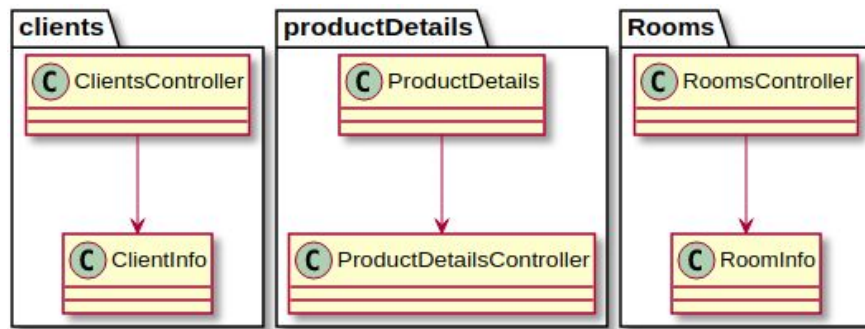 clients
C ClientsController
C ClientInfo
productDetails
C ProductDetails
C ProductDetailsController
Rooms
C RoomsController
C RoomInfo